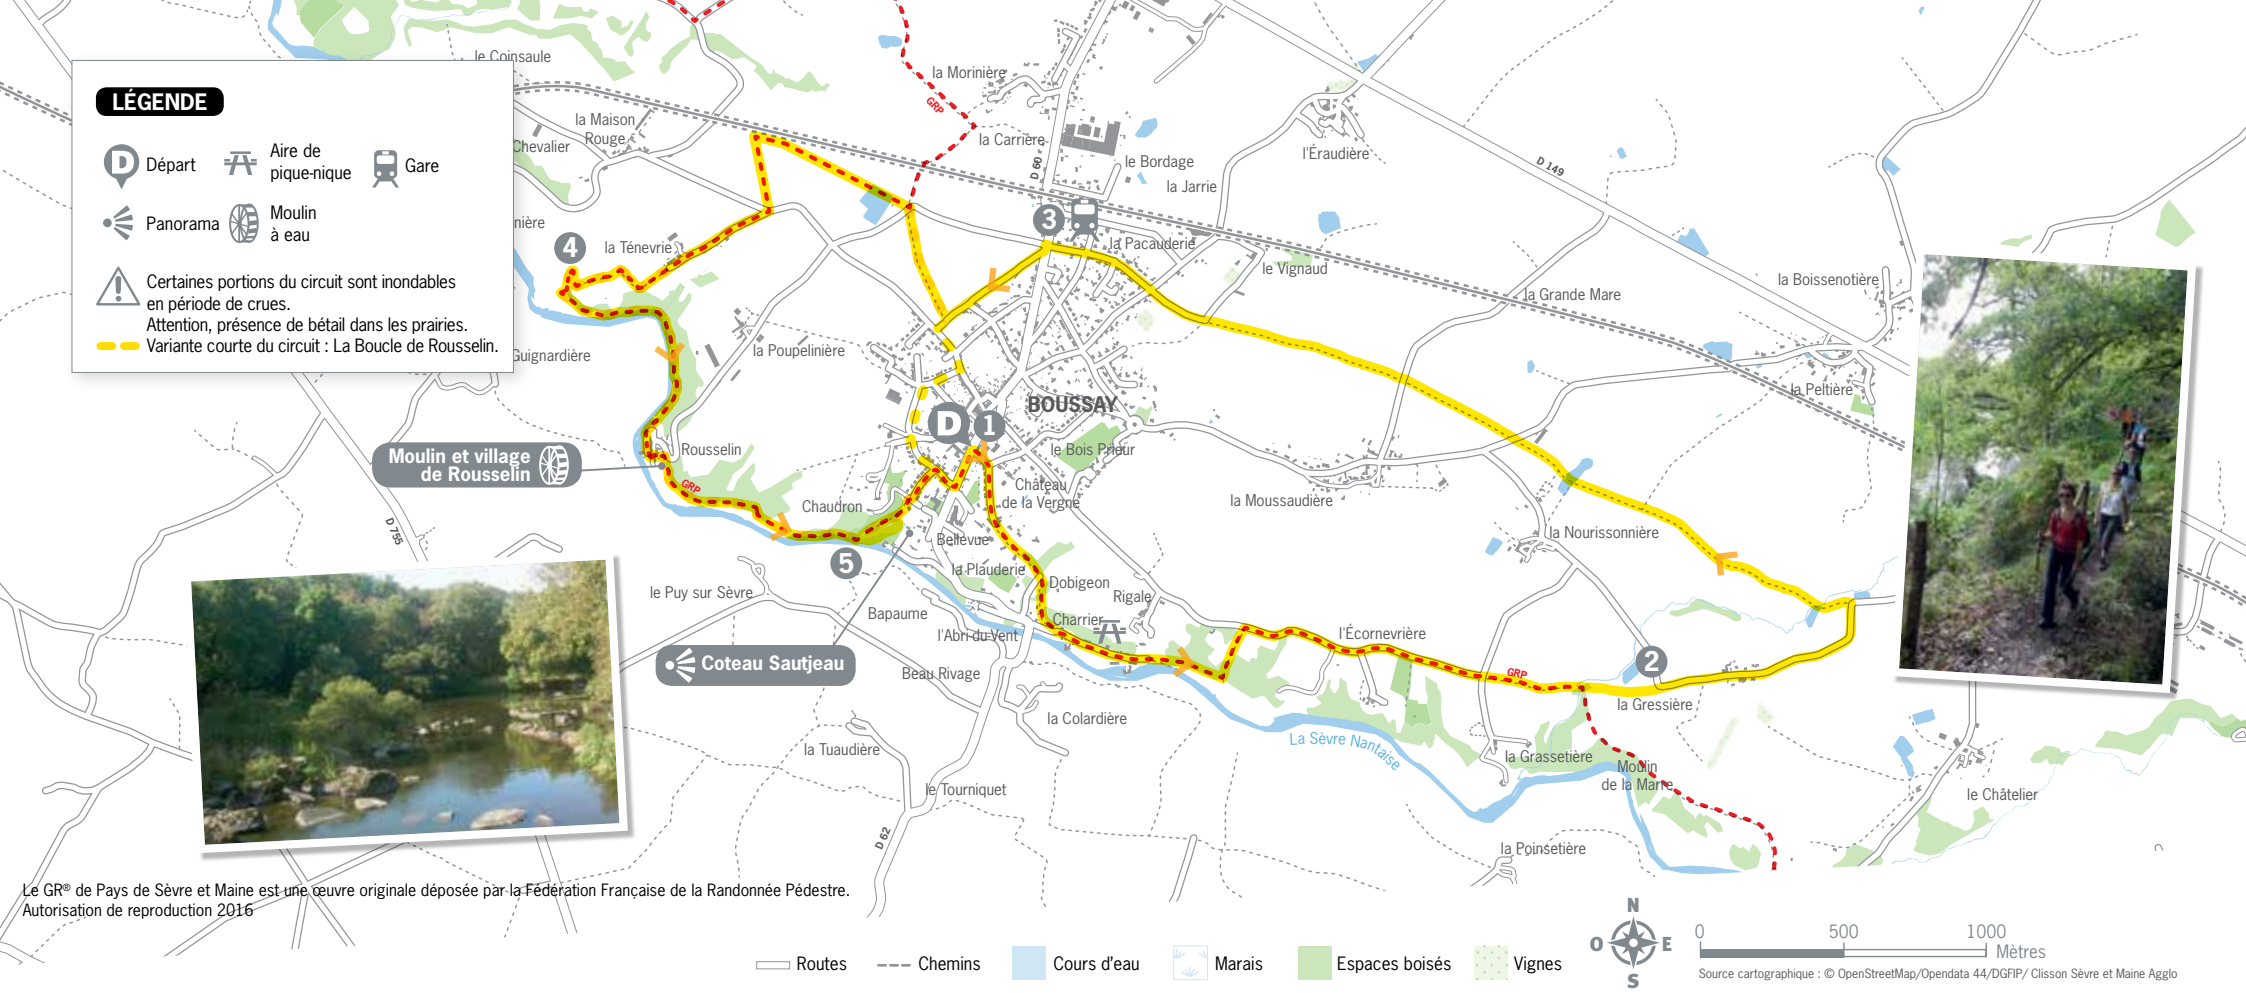 LÉGENDE
Départ
Aire de
pique-nique
Gare
Panorama
Moulin
à eau
Certaines portions du circuit sont inondables
en période de crues.
Attention, présence de bétail dans les prairies.
Variante courte du circuit : La Boucle de Rousselin.
le Coinsaule
la Maison
Rouge
Chevalier
nière
la Ténevrie
4
Guignardière
la Poupelinière
la Morinière
GRP
la Carrière
D 60
le Bordage
la Jarrie
l'Éraudière
D 149
3
la Pacauderie
le Vignaud
la Grande Mare
la Boissenotière
la Peltière
BOUSSAY
D
1
le Bois Prieur
Château
de la Vergne
la Moussaudière
la Nourissonnière
Moulin et village
de Rousselin
Rousselin
GRP
Chaudron
D 755
5
Bellevue
la Plauderie
Dobigeon
Rigale
Charrier
le Puy sur Sèvre
Bapaume
l'Abri-du-Vent
Beau Rivage
Coteau Sautjeau
l'Écornevrière
GRP
2
la Gressière
la Colardière
La Sèvre Nantaise
la Grassetière
Moulin
de la Marre
la Tuaudière
le Tourniquet
D 62
la Poinsetière
le Châtelier
Le GR® de Pays de Sèvre et Maine est une œuvre originale déposée par la Fédération Française de la Randonnée Pédestre.
Autorisation de reproduction 2016
Routes
Chemins
Cours d'eau
Marais
Espaces boisés
Vignes
N
O
E
S
0
500
1000
Mètres
Source cartographique : © OpenStreetMap/Opendata 44/DGFIP/ Clisson Sèvre et Maine Agglo